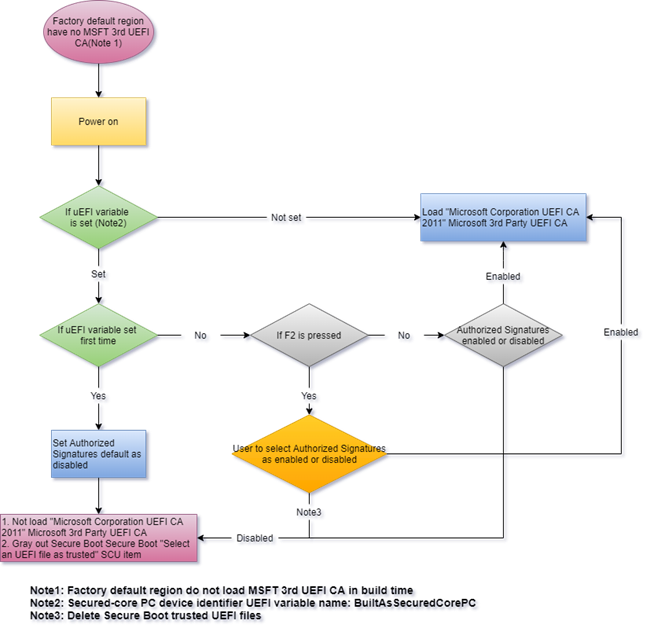 Factory default region
have no MSFT 3rd UEFI
CA(Note 1)
Power on
If uEFI variable
is set (Note2)
Not set
Load "Microsoft Corporation UEFI CA
2011" Microsoft 3rd Party UEFI CA
Set
Enabled
If uEFI variable set
first time
No
If F2 is pressed
No
Authorized Signatures
enabled or disabled
Enabled
Yes
Yes
Set Authorized
Signatures default as
disabled
User to select Authorized Signatures
as enabled or disabled
Note3
1. Not load "Microsoft Corporation UEFI CA
2011" Microsoft 3rd Party UEFI CA
2. Gray out Secure Boot Secure Boot "Select
an UEFI file as trusted" SCU item
Disabled
Note1: Factory default region do not load MSFT 3rd UEFI CA in build time
Note2: Secured-core PC device identifier UEFI variable name: BuiltAsSecuredCorePC
Note3: Delete Secure Boot trusted UEFI files